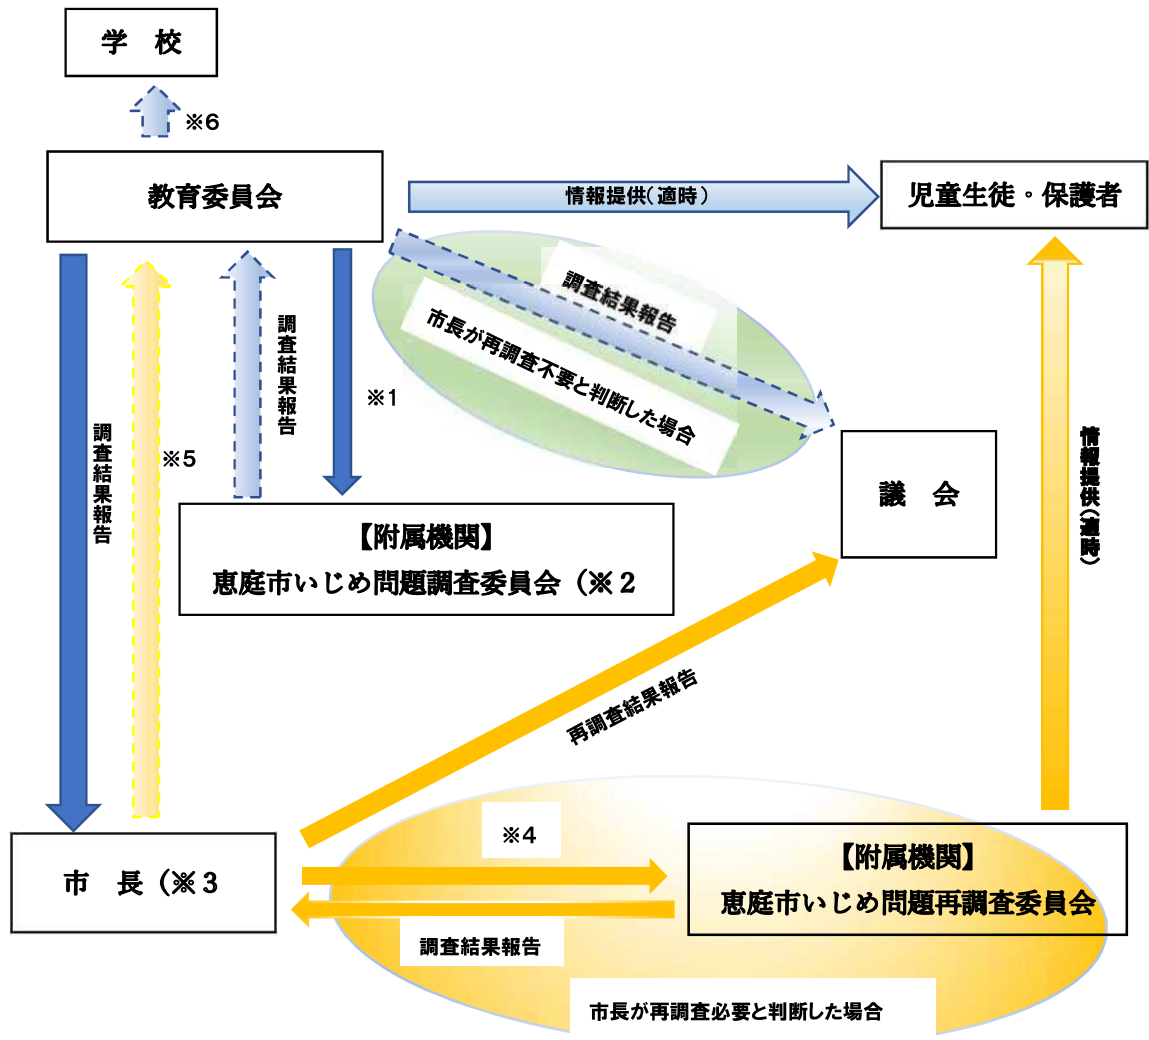 学　校
※6
教育委員会
情報提供(適時)
児童生徒・保護者
調査結果報告
市長が再調査不要と判断した場合
調査結果報告
※1
調査結果報告
※5
情報提供(適時)
議　会
【附属機関】
恵庭市いじめ問題調査委員会（※２
再調査結果報告
※4
市　長（※３
【附属機関】
恵庭市いじめ問題再調査委員会
調査結果報告
市長が再調査必要と判断した場合